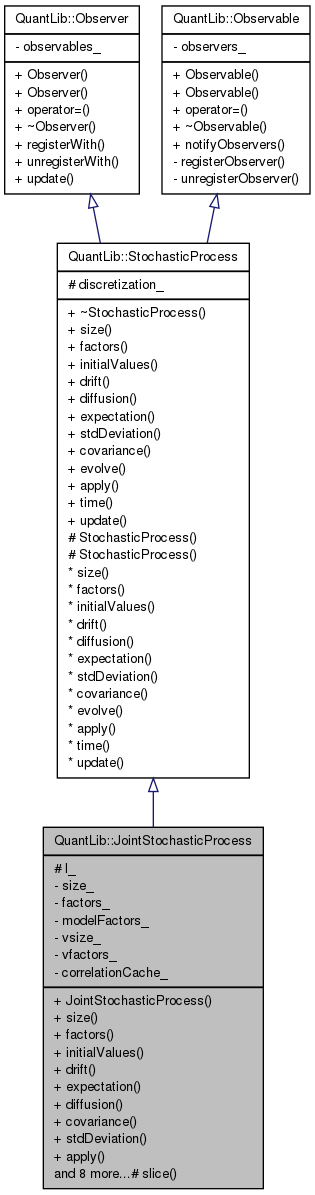 QuantLib::Observer
- observables_
+ Observer()
+ Observer()
+ operator=()
+ ~Observer()
+ registerWith()
+ unregisterWith()
+ update()
QuantLib::Observable
- observers_
+ Observable()
+ Observable()
+ operator=()
+ ~Observable()
+ notifyObservers()
- registerObserver()
- unregisterObserver()
QuantLib::StochasticProcess
# discretization_
+ ~StochasticProcess()
+ size()
+ factors()
+ initialValues()
+ drift()
+ diffusion()
+ expectation()
+ stdDeviation()
+ covariance()
+ evolve()
+ apply()
+ time()
+ update()
# StochasticProcess()
# StochasticProcess()
* size()
* factors()
* initialValues()
* drift()
* diffusion()
* expectation()
* stdDeviation()
* covariance()
* evolve()
* apply()
* time()
* update()
QuantLib::JointStochasticProcess
# l_
- size_
- factors_
- modelFactors_
- vsize_
- vfactors_
- correlationCache_
+ JointStochasticProcess()
+ size()
+ factors()
+ initialValues()
+ drift()
+ expectation()
+ diffusion()
+ covariance()
+ stdDeviation()
+ apply()
and 8 more...# slice()